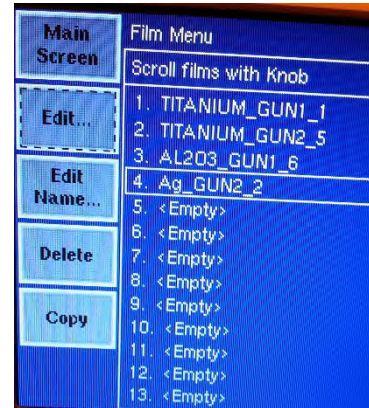 Main
Screen
Edit...
Edit
Name...
Delete
Copy
Film Menu
Scroll films with Knob
1. TITANIUM_GUN1_1
2. TITANIUM_GUN2_5
3. AL2O3_GUN1_6
4. Ag_GUN2_2
5. <Empty>
6. <Empty>
7. <Empty>
8. <Empty>
9. <Empty>
10. <Empty>
11. <Empty>
12. <Empty>
13. <Empty>